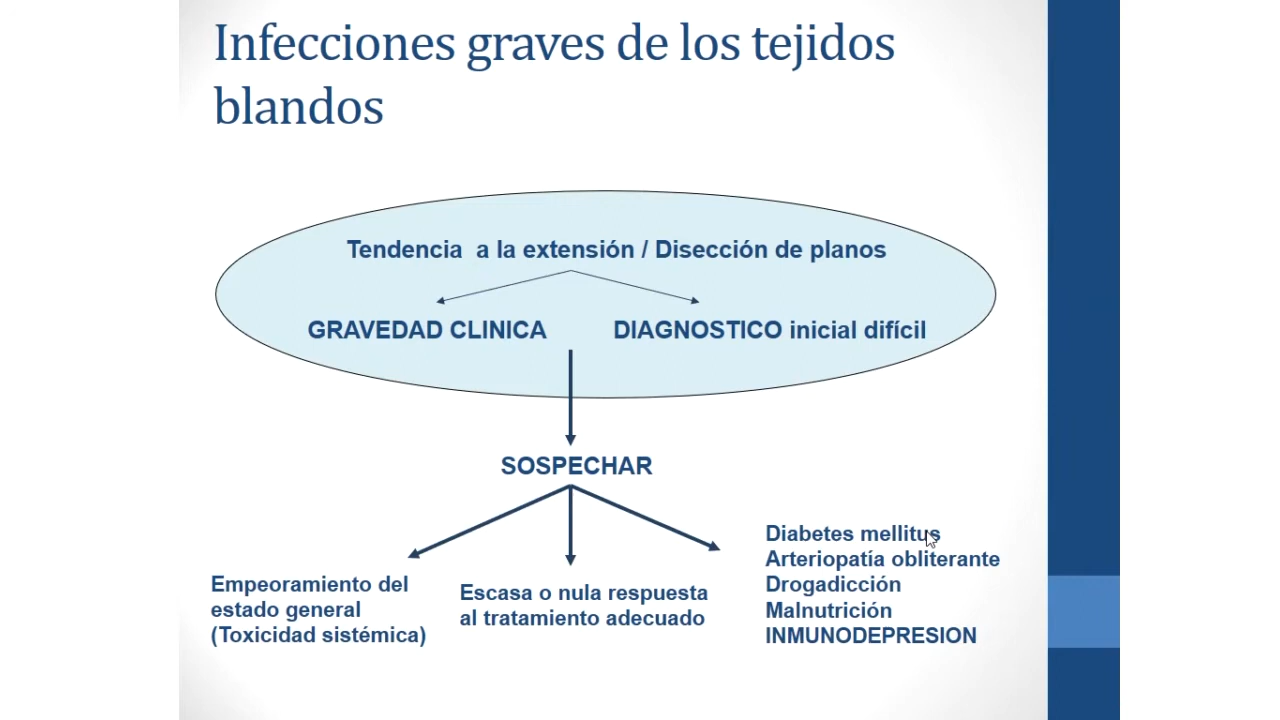 Infecciones graves de los tejidos
blandos
Tendencia a la extensión / Disección de planos
GRAVEDAD CLINICA
DIAGNOSTICO inicial difícil
SOSPECHAR
Empeoramiento del
estado general
(Toxicidad sistémica)
Escasa o nula respuesta
al tratamiento adecuado
Diabetes mellitus
Arteriopatía obliterante
Drogadicción
Malnutrición
INMUNODEPRESION